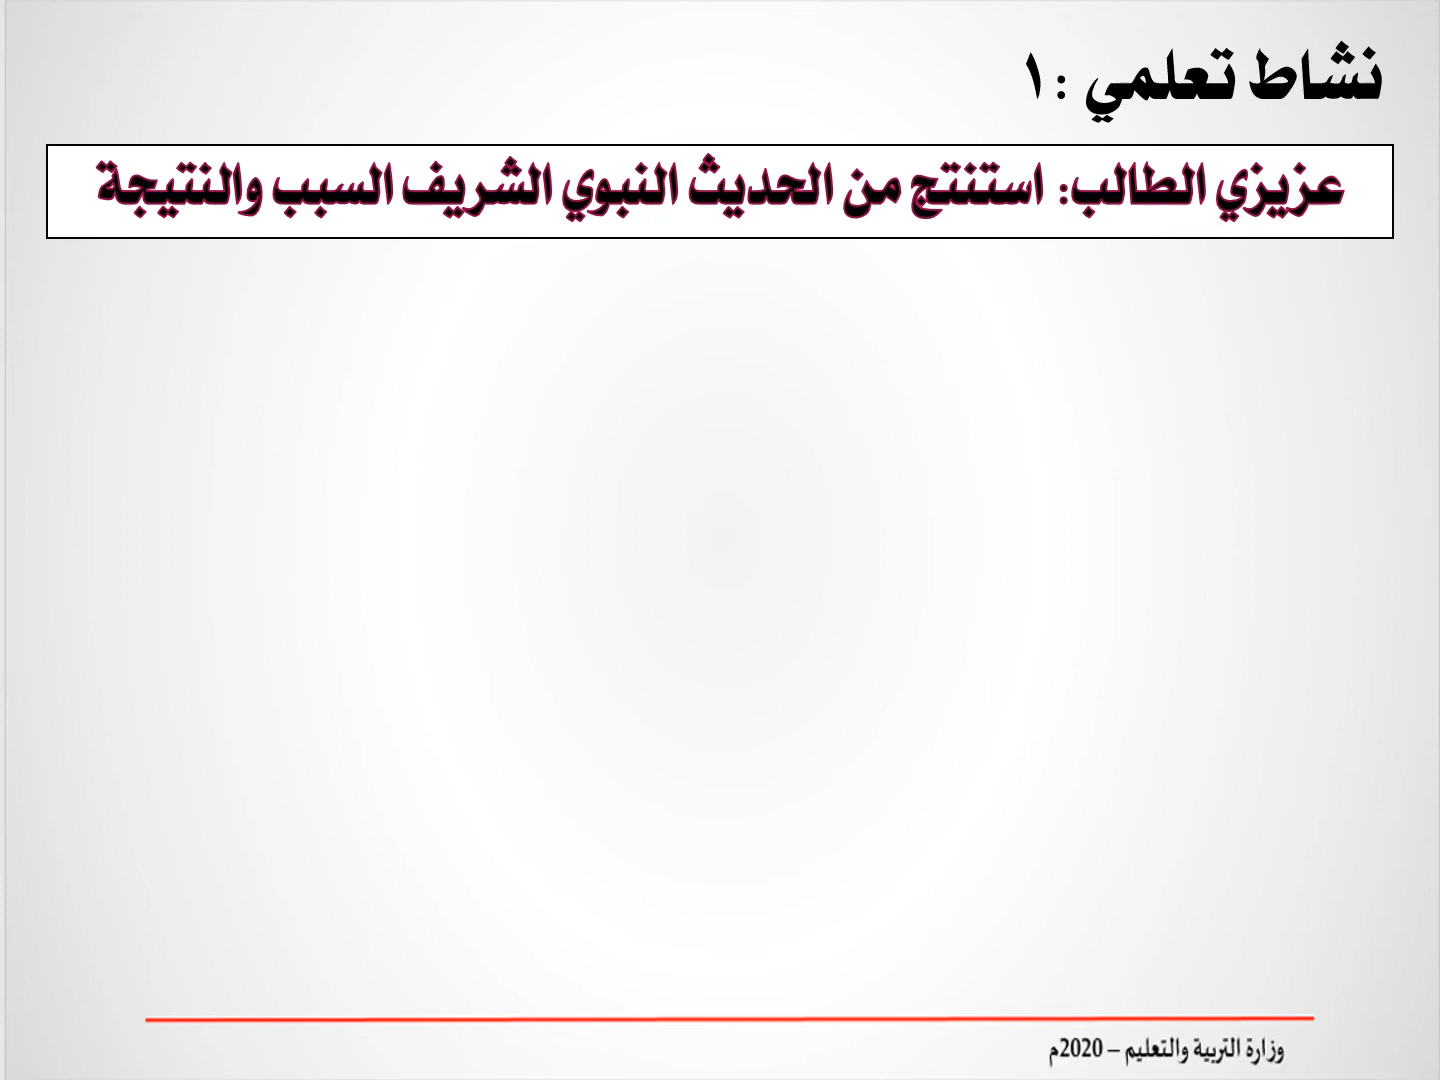 نشاط تعلمي :١
عزيزي الطالب: استنتج من الحديث النبوي الشريف السبب والنتيجة
وزارة التربية والتعليم – 2020م